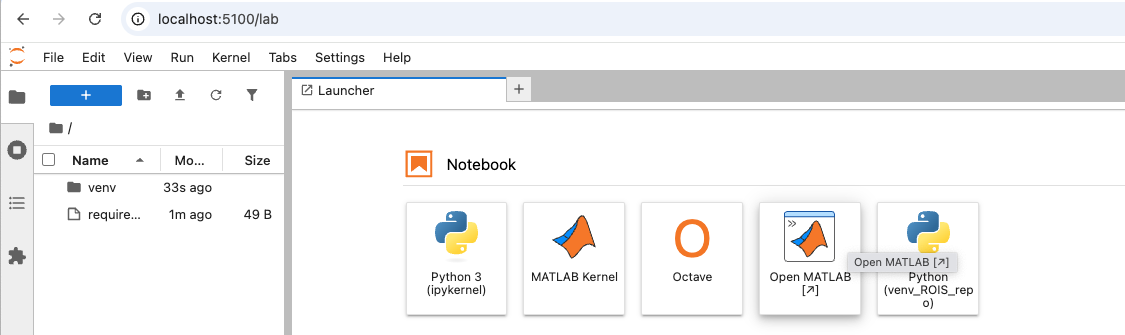 localhost:5100/lab
File Edit View Run Kernel Tabs Settings Help
+
Launcher
+
/
Name Mo... Size
venv 33s ago
require... 1m ago 49 B
Notebook
Python 3
(ipykernel)
MATLAB Kernel
O
Octave
>>
Open MATLAB
[↗]
Open MATLAB [↗]
Python
(venv_ROIS_rep
o)